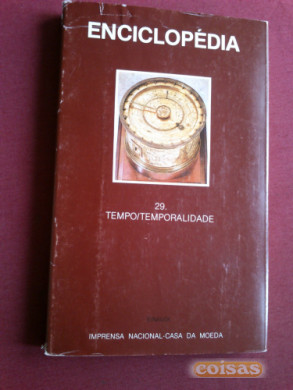 ENCICLOPÉDIA
29.
TEMPO/TEMPORALIDADE
IMPRENSA NACIONAL-CASA DA MOEDA
coisas